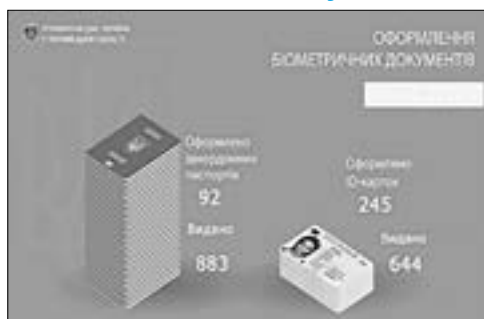 ОФОРМЛЕННЯ
БІОМЕТРИЧНИХ ДОКУМЕНТІВ
Оформлено
закордонних
паспортів
92
Видано
883
Оформлено
ID-карток
245
Видано
644